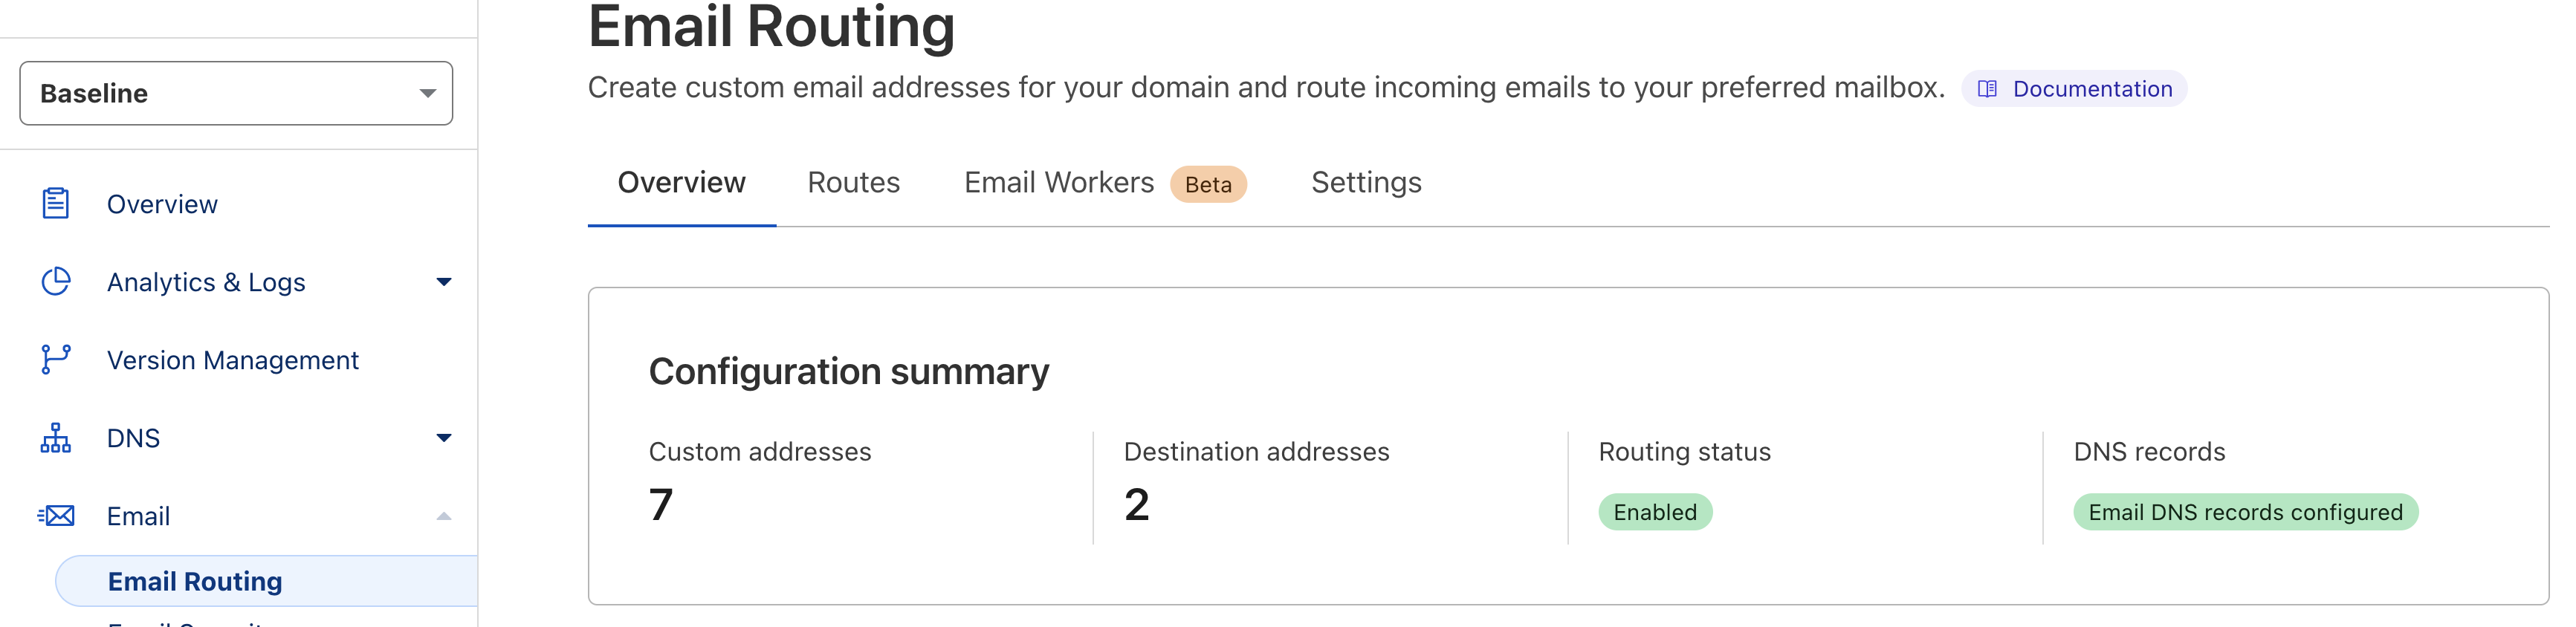 Email Routing
Create custom email addresses for your domain and route incoming emails to your preferred mailbox. Documentation
Baseline
Overview
Analytics & Logs
Version Management
DNS
Email
Email Routing
Overview Routes Email Workers Beta Settings
Configuration summary
Custom addresses
7
Destination addresses
2
Routing status
Enabled
DNS records
Email DNS records configured